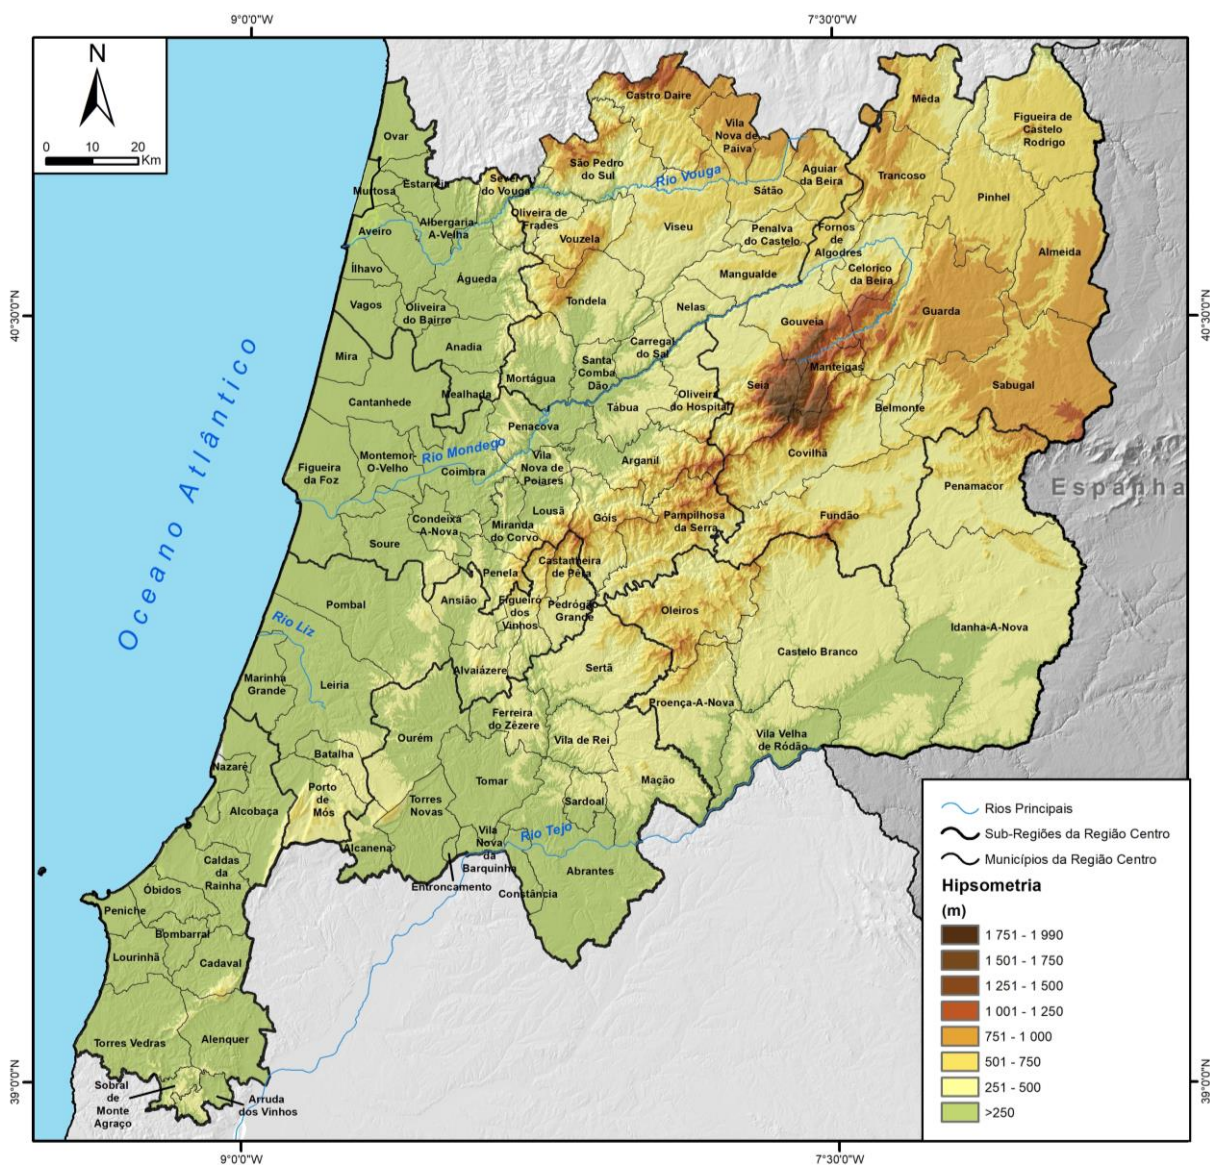 9°0'0"W
7°30'0"W
N
0 10 20
Km
40°30'0"N
40°30'0"N
39°0'0"N
39°0'0"N
Castro Daire
Mêda
Ovar
Vila
Nova de
Paiva
Figueira de
Castelo
Rodrigo
São Pedro
do Sul
Aguiar
da Beira
Trancoso
Murtosa
Estarreja
Sever
do Vouga
Rio Vouga
Sátão
Pinhel
Aveiro
Albergaria
A-Velha
Oliveira de
Frades
Vouzela
Viseu
Penalva
do Castelo
Fornos
de
Algodres
Almeida
Ílhavo
Águeda
Mangualde
Celorico
da Beira
Vagos
Oliveira
do Bairro
Tondela
Nelas
Gouveia
Guarda
Mira
Anadia
Carregal
do Sal
Santa
Comba
Dão
Manteigas
Mortágua
Seia
Sabugal
Cantanhede
Mealhada
Tábua
Oliveira
do Hospital
Belmonte
Penacova
Rio Mondego
Montemor-
O-Velho
Coimbra
Vila
Nova de
Poiares
Arganil
Covilhã
Figueira
da Foz
Penamacor
Espanha
Condeixa
A-Nova
Lousã
Miranda
do Corvo
Góis
Pampilhosa
da Serra
Fundão
Soure
Penela
Castanheira
de Pêra
Oceano Atlântico
Pombal
Ansião
Figueiró
dos
Vinhos
Pedrógão
Grande
Oleiros
Rio Liz
Idanha-A-Nova
Castelo Branco
Alvaiázere
Sertã
Marinha
Grande
Leiria
Proença-A-Nova
Ferreira
do Zêzere
Ourém
Vila de Rei
Vila Velha
de Ródão
Batalha
Nazaré
Tomar
Mação
Porto
de
Mós
Torres
Novas
Sardoal
Alcobaça
Rio Tejo
Vila
Nova
da
Barquinha
Alcanena
Caldas
da
Rainha
Abrantes
Entroncamento
Constância
Óbidos
Peniche
Bombarral
Lourinhã
Cadaval
Torres Vedras
Alenquer
Sobral
de
Monte
Agraço
Arruda
dos Vinhos
Rios Principais
Sub-Regiões da Região Centro
Municípios da Região Centro
Hipsometria
(m)
1 751 - 1 990
1 501 - 1 750
1 251 - 1 500
1 001 - 1 250
751 - 1 000
501 - 750
251 - 500
>250
9°0'0"W
7°30'0"W